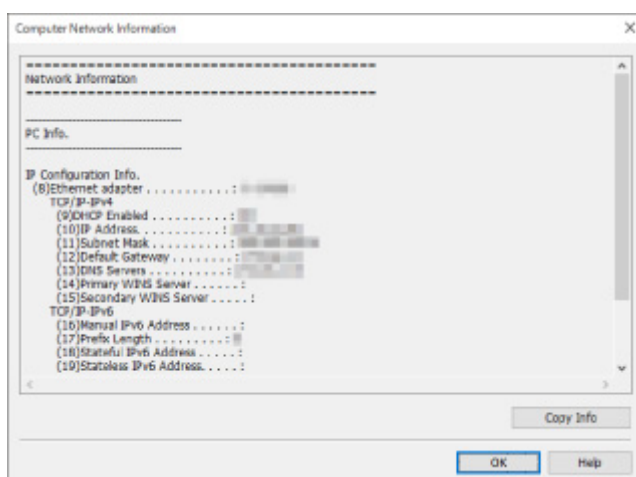 Computer Network Information
========================================
Network Information
========================================
--------------------------------
PC Info.
--------------------------------
IP Configuration Info.
(8)Ethernet adapter . . . . . . . . . . . :
TCP/IP-IPv4
(9)DHCP Enabled . . . . . . . . . . :
(10)IP Address. . . . . . . . . . . :
(11)Subnet Mask . . . . . . . . . . :
(12)Default Gateway . . . . . . . . :
(13)DNS Servers . . . . . . . . . . :
(14)Primary WINS Server . . . . . . :
(15)Secondary WINS Server . . . . . :
TCP/IP-IPv6
(16)Manual IPv6 Address . . . . . . :
(17)Prefix Length . . . . . . . . . :
(18)Stateful IPv6 Address . . . . . :
(19)Stateless IPv6 Address. . . . . :
Copy Info
OK Help